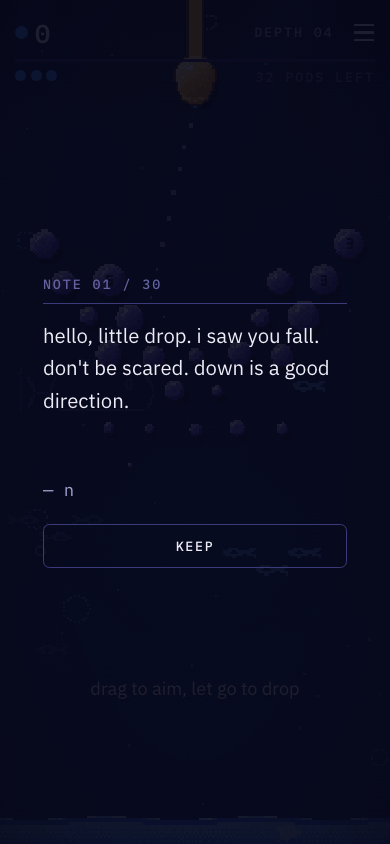 0
DEPTH 04
32 PODS LEFT
NOTE 01 / 30
hello, little drop. i saw you fall.
don't be scared. down is a good
direction.
— n
KEEP
drag to aim, let go to drop